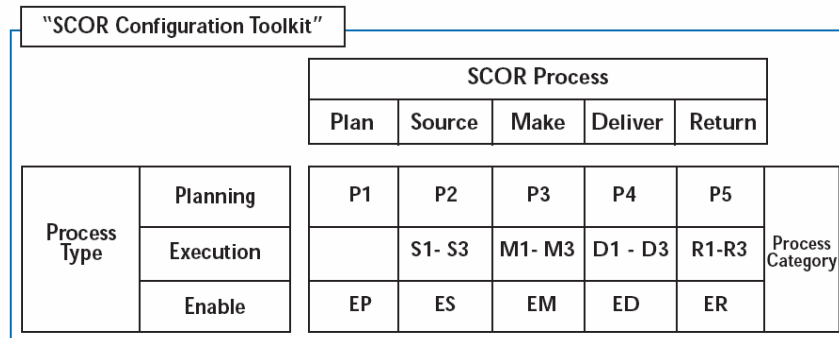 “SCOR Configuration Toolkit”
SCOR Process
Plan Source Make Deliver Return
Planning P1 P2 P3 P4 P5
Process Type Execution S1- S3 M1- M3 D1 - D3 R1-R3 Process Category
Enable EP ES EM ED ER